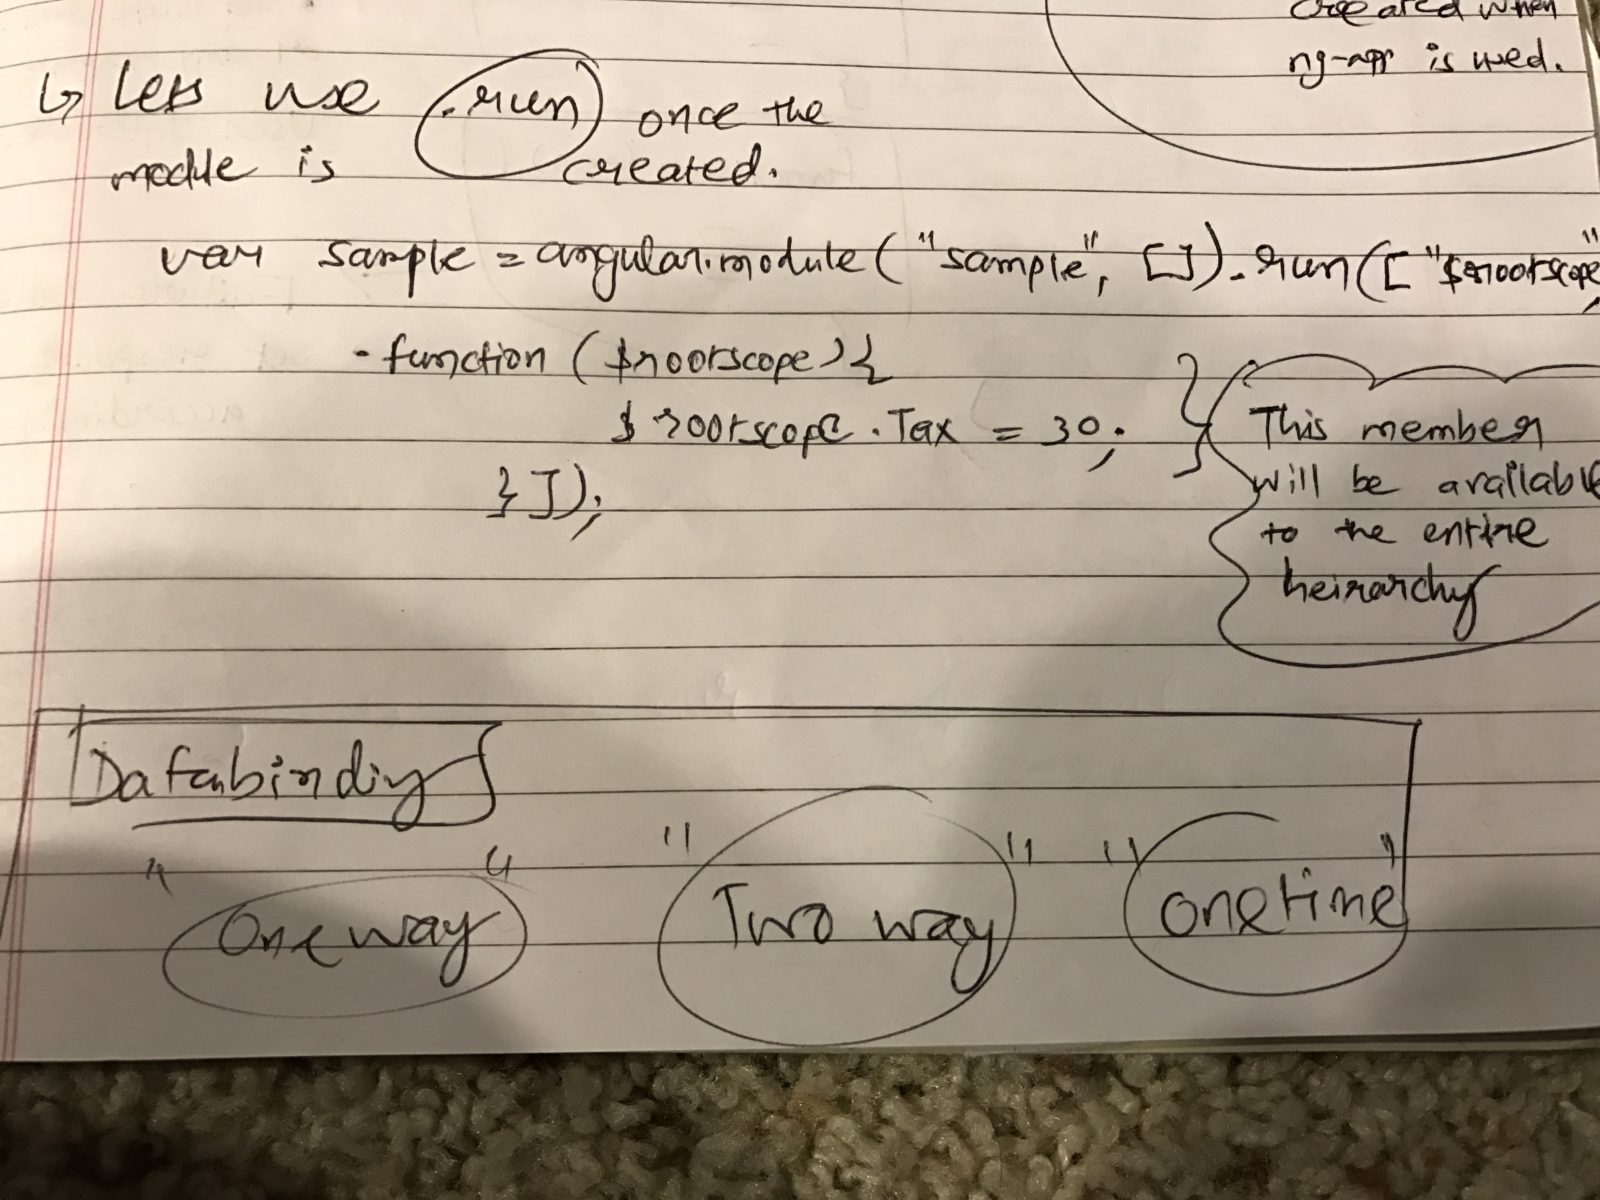 created when
ng-app is used.
↳ Lets use .run once the
module is created.
var sample = angular.module("sample", []).run(["$rootscope",
- function ($rootscope) {
$rootscope.Tax = 30;
}]);
This member
will be available
to the entire
heirarchy
Databinding
"one way" "Two way" "onetime"